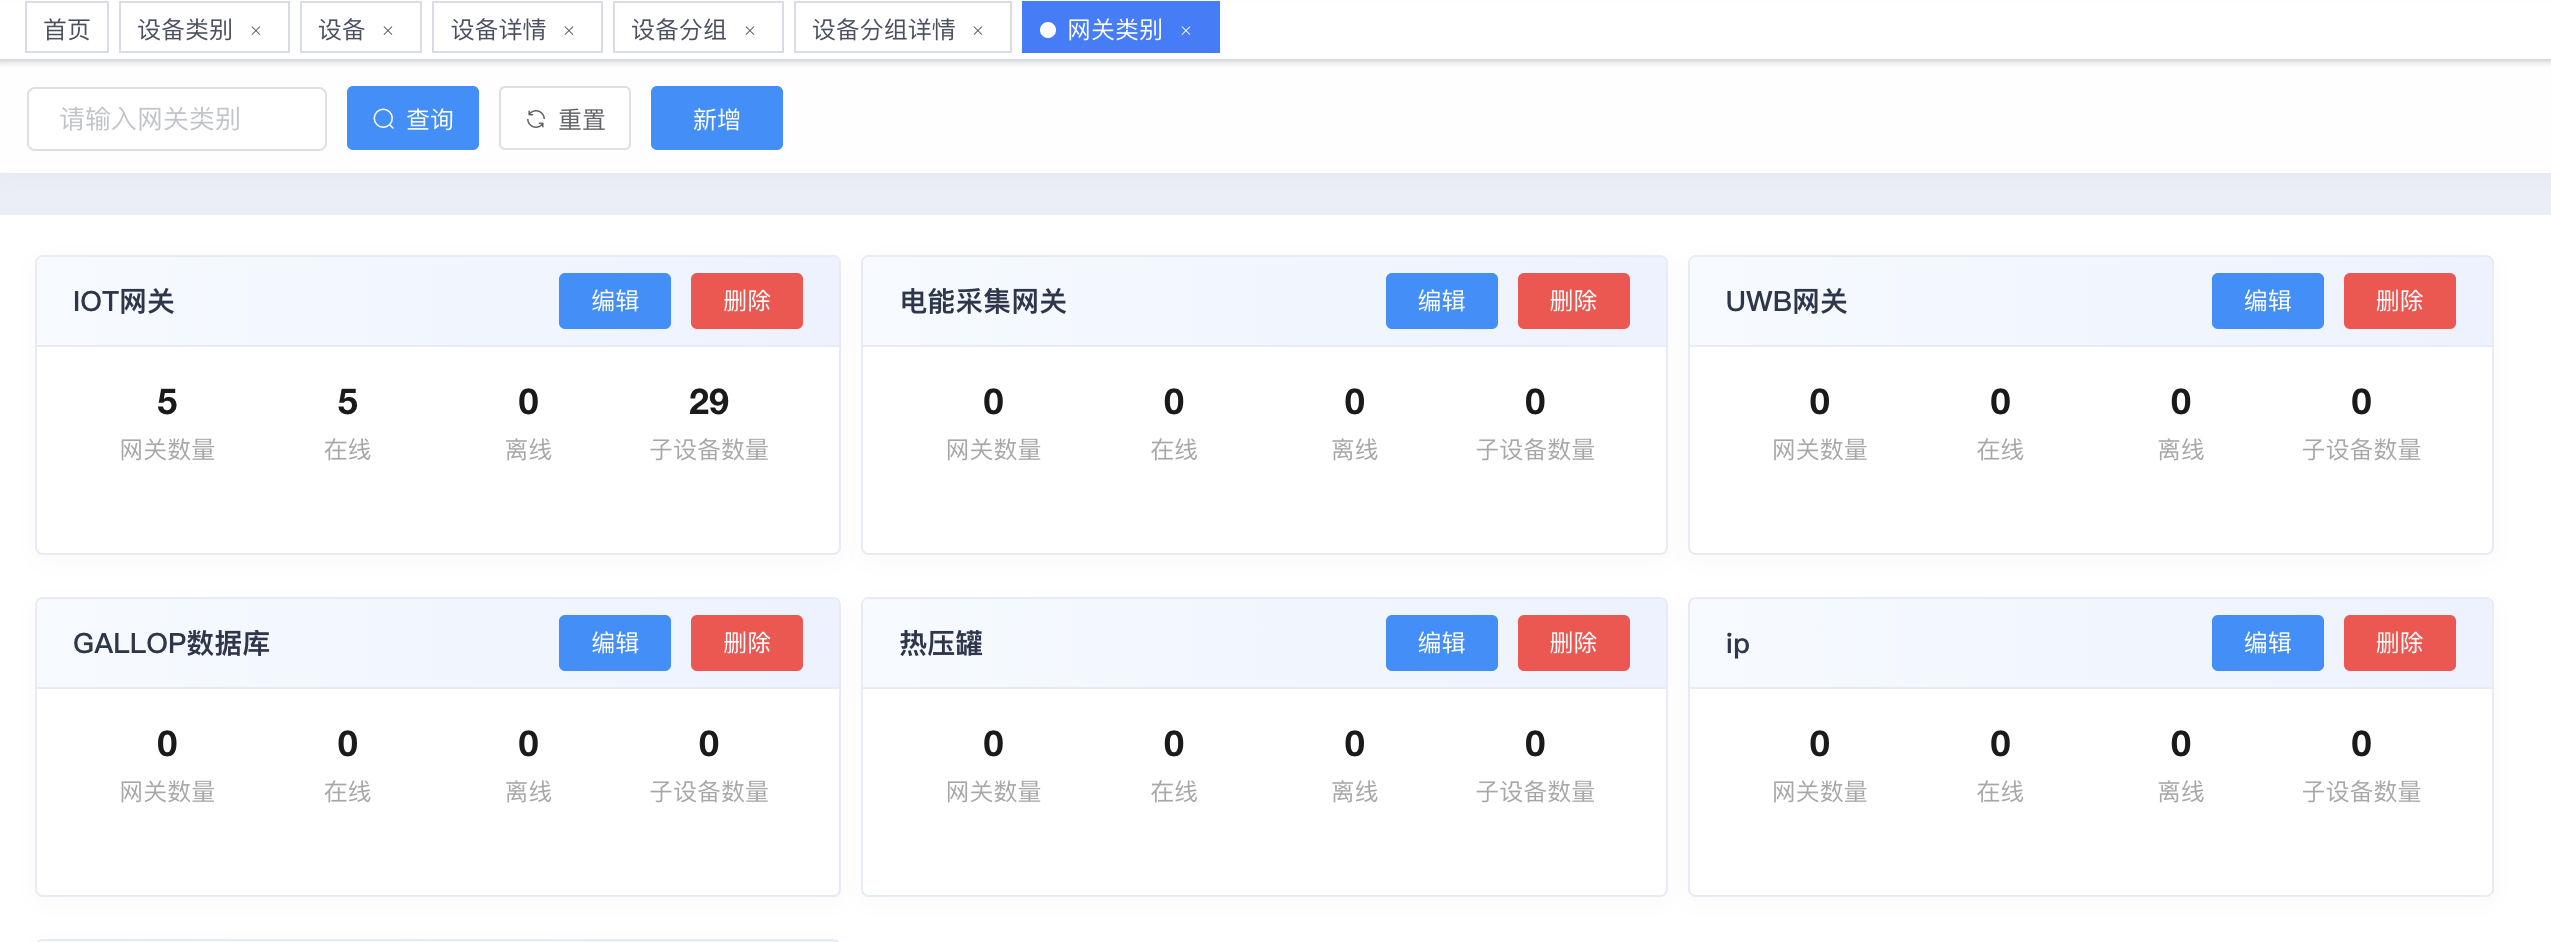 首页 设备类别 × 设备 × 设备详情 × 设备分组 × 设备分组详情 × 网关类别 ×
请输入网关类别 查询 重置 新增
IOT网关 编辑 删除 电能采集网关 编辑 删除 UWB网关 编辑 删除
5 5 0 29 0 0 0 0 0 0 0 0
网关数量 在线 离线 子设备数量 网关数量 在线 离线 子设备数量 网关数量 在线 离线 子设备数量
GALLOP数据库 编辑 删除 热压罐 编辑 删除 ip 编辑 删除
0 0 0 0 0 0 0 0 0 0 0 0
网关数量 在线 离线 子设备数量 网关数量 在线 离线 子设备数量 网关数量 在线 离线 子设备数量